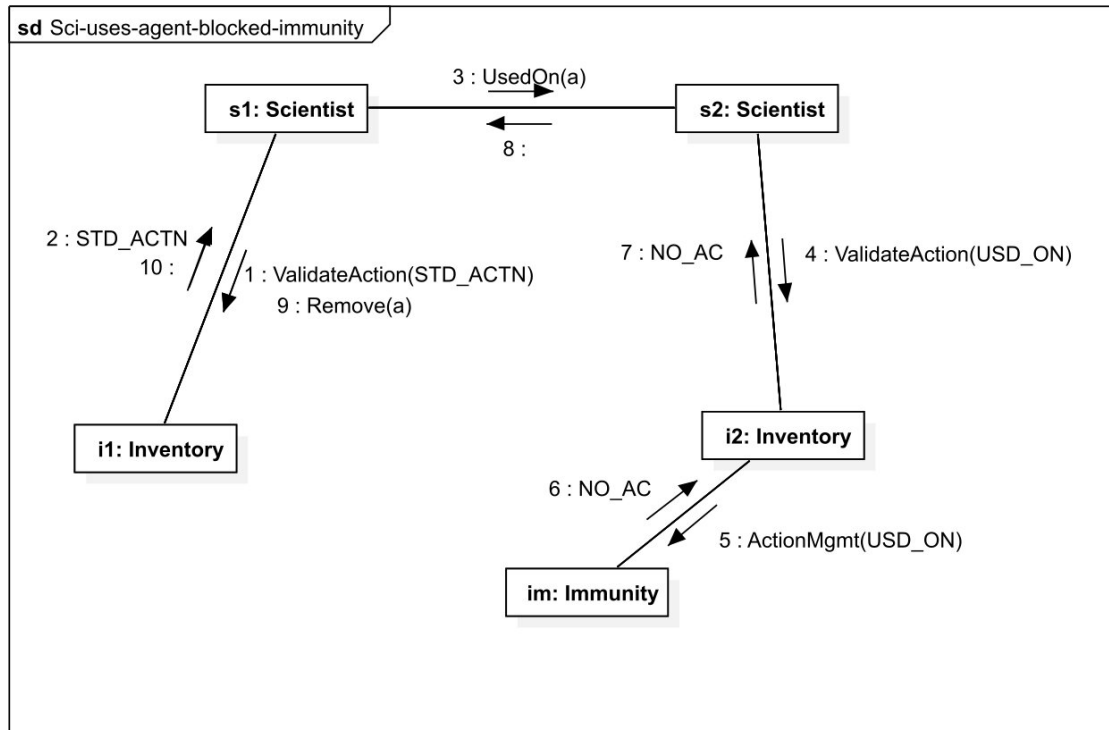 sd Sci-uses-agent-blocked-immunity
3 : UsedOn(a)
s1: Scientist
s2: Scientist
8 :
2 : STD_ACTN
10 :
1 : ValidateAction(STD_ACTN)
9 : Remove(a)
7 : NO_AC
4 : ValidateAction(USD_ON)
i1: Inventory
i2: Inventory
6 : NO_AC
5 : ActionMgmt(USD_ON)
im: Immunity